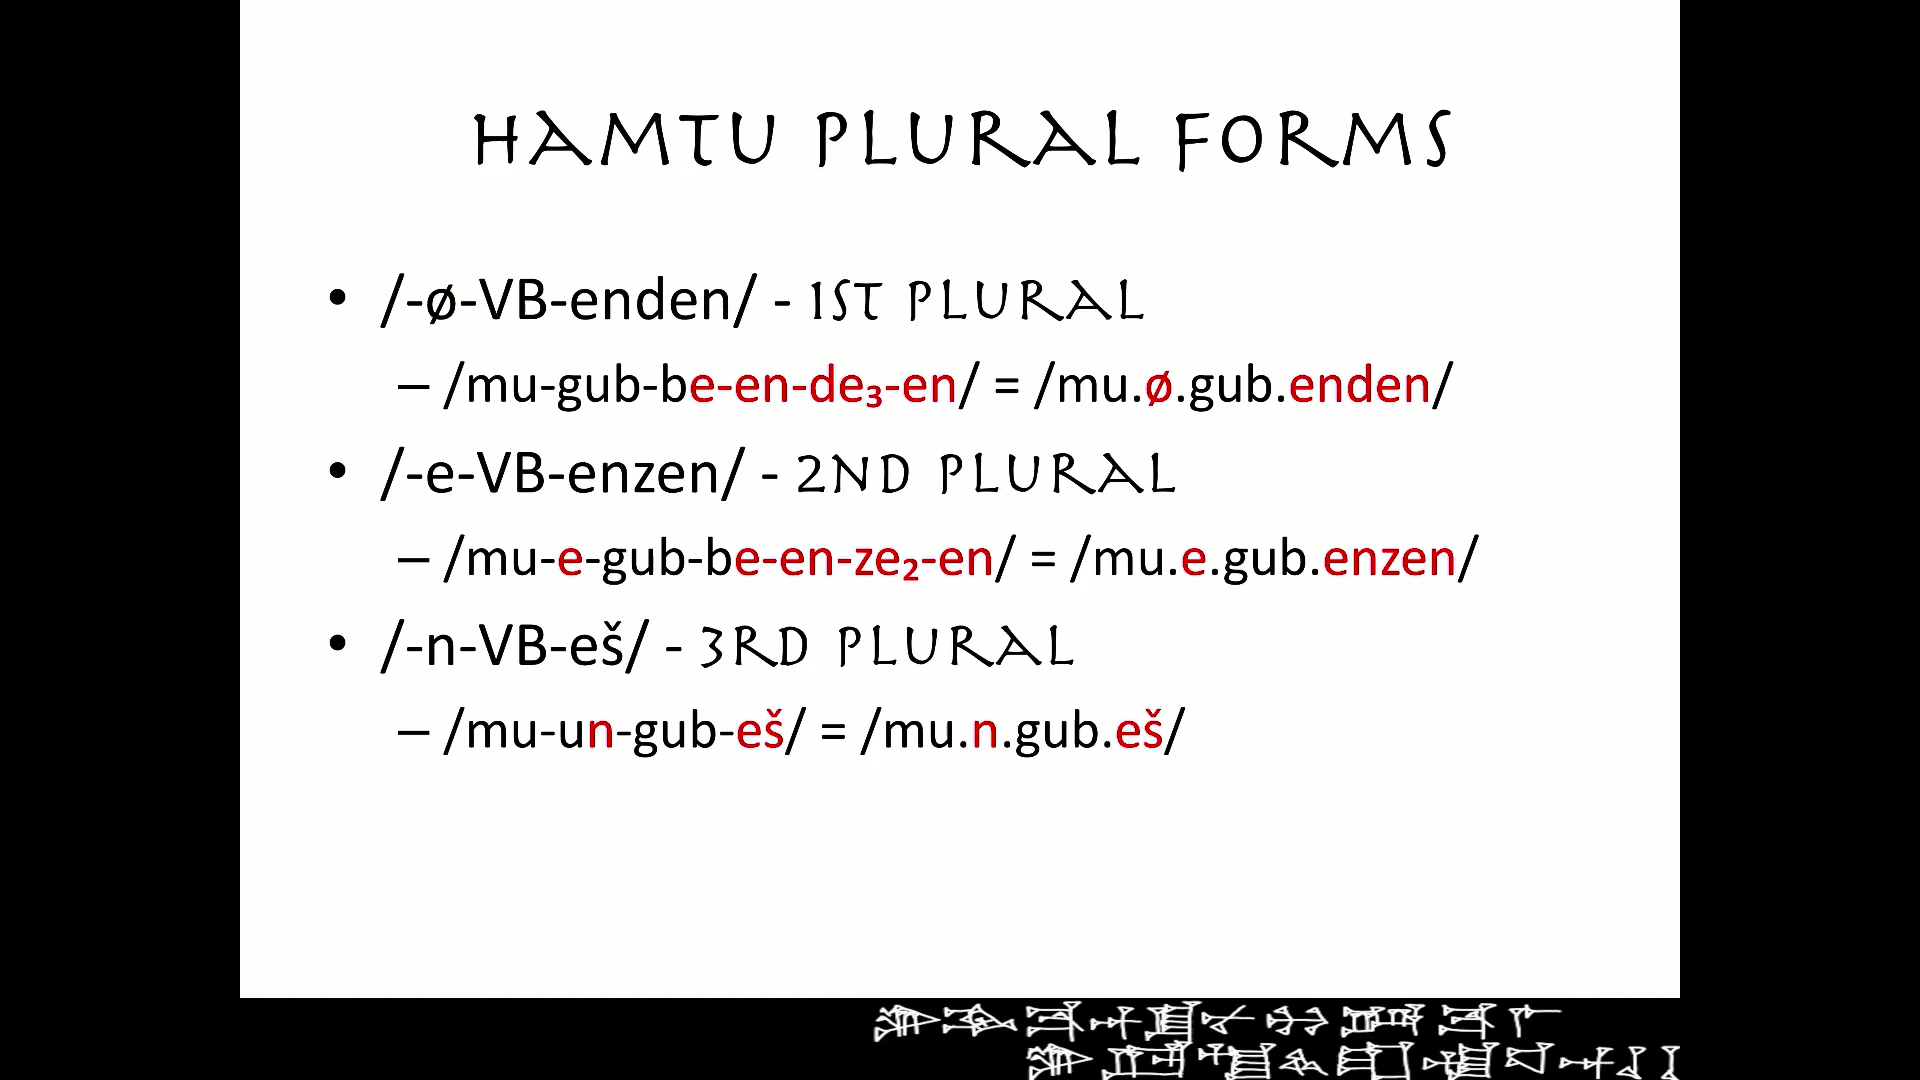 HAMTU PLURAL FORMS
• /-ø-VB-enden/ - 1ST PLURAL
– /mu-gub-be-en-de₃-en/ = /mu.ø.gub.enden/
• /-e-VB-enzen/ - 2ND PLURAL
– /mu-e-gub-be-en-ze₂-en/ = /mu.e.gub.enzen/
• /-n-VB-eš/ - 3RD PLURAL
– /mu-un-gub-eš/ = /mu.n.gub.eš/